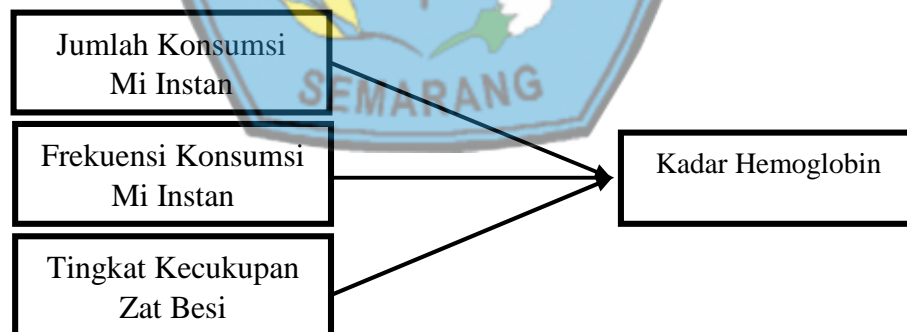 Jumlah Konsumsi
Mi Instan
SEMARANG
Frekuensi Konsumsi
Mi Instan
Kadar Hemoglobin
Tingkat Kecukupan
Zat Besi